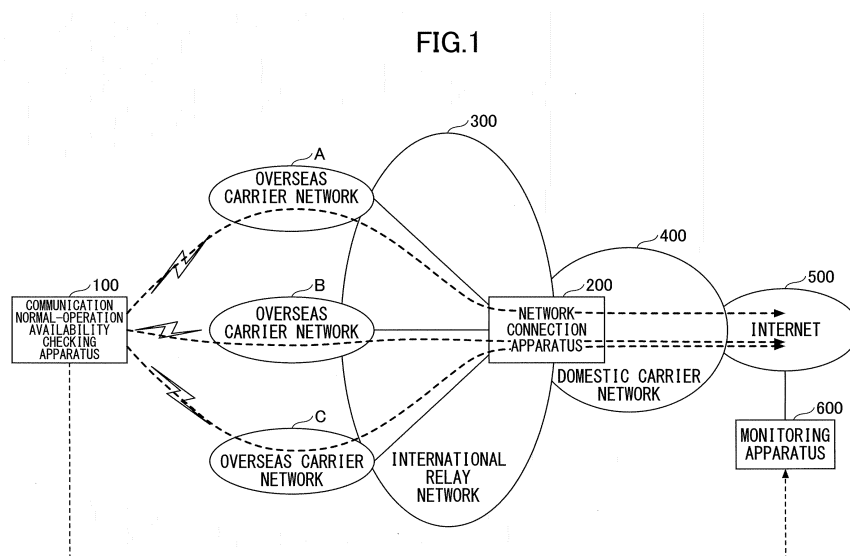 FIG.1
300
A
OVERSEAS
CARRIER NETWORK
400
100
COMMUNICATION
NORMAL-OPERATION
AVAILABILITY
CHECKING
APPARATUS
B
OVERSEAS
CARRIER NETWORK
200
NETWORK
CONNECTION
APPARATUS
500
INTERNET
DOMESTIC CARRIER
NETWORK
C
OVERSEAS CARRIER
NETWORK
INTERNATIONAL
RELAY
NETWORK
600
MONITORING
APPARATUS